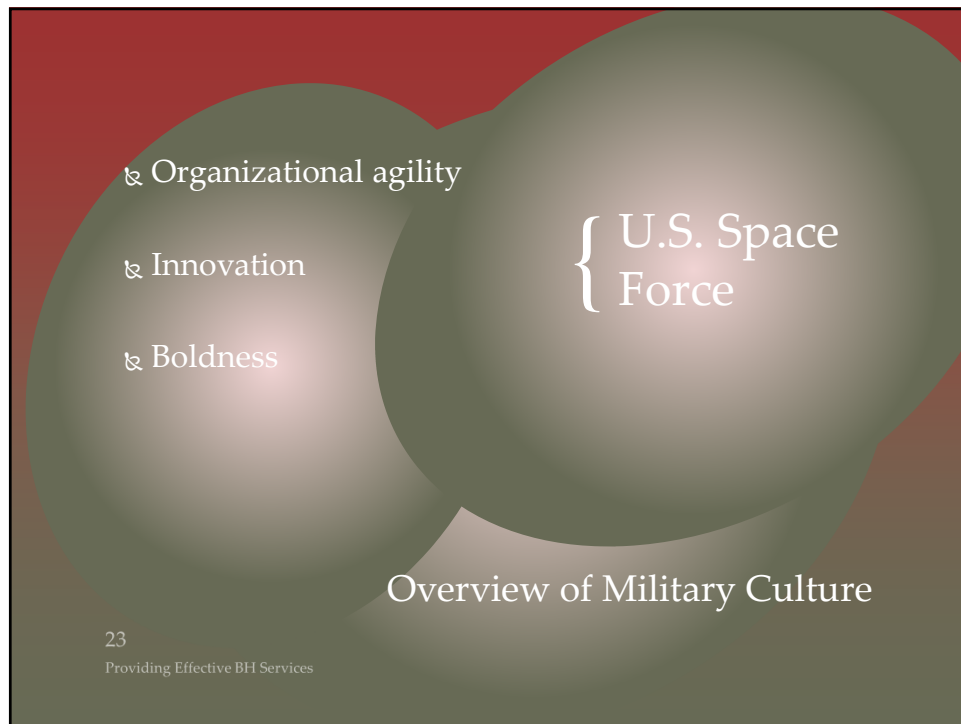 Organizational agility
Innovation
Boldness
{ U.S. Space
Force
Overview of Military Culture
23
Providing Effective BH Services